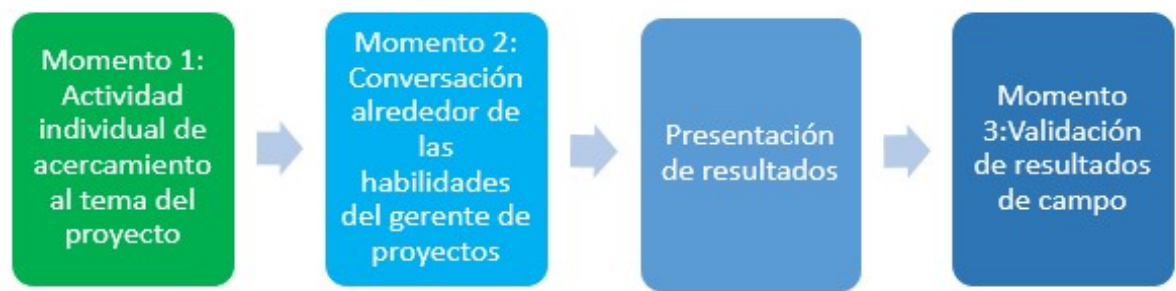 Momento 1:
Actividad
individual de
acercamiento
al tema del
proyecto
Momento 2:
Conversación
alrededor de
las
habilidades
del gerente de
proyectos
Presentación
de resultados
Momento
3:Validación
de resultados
de campo